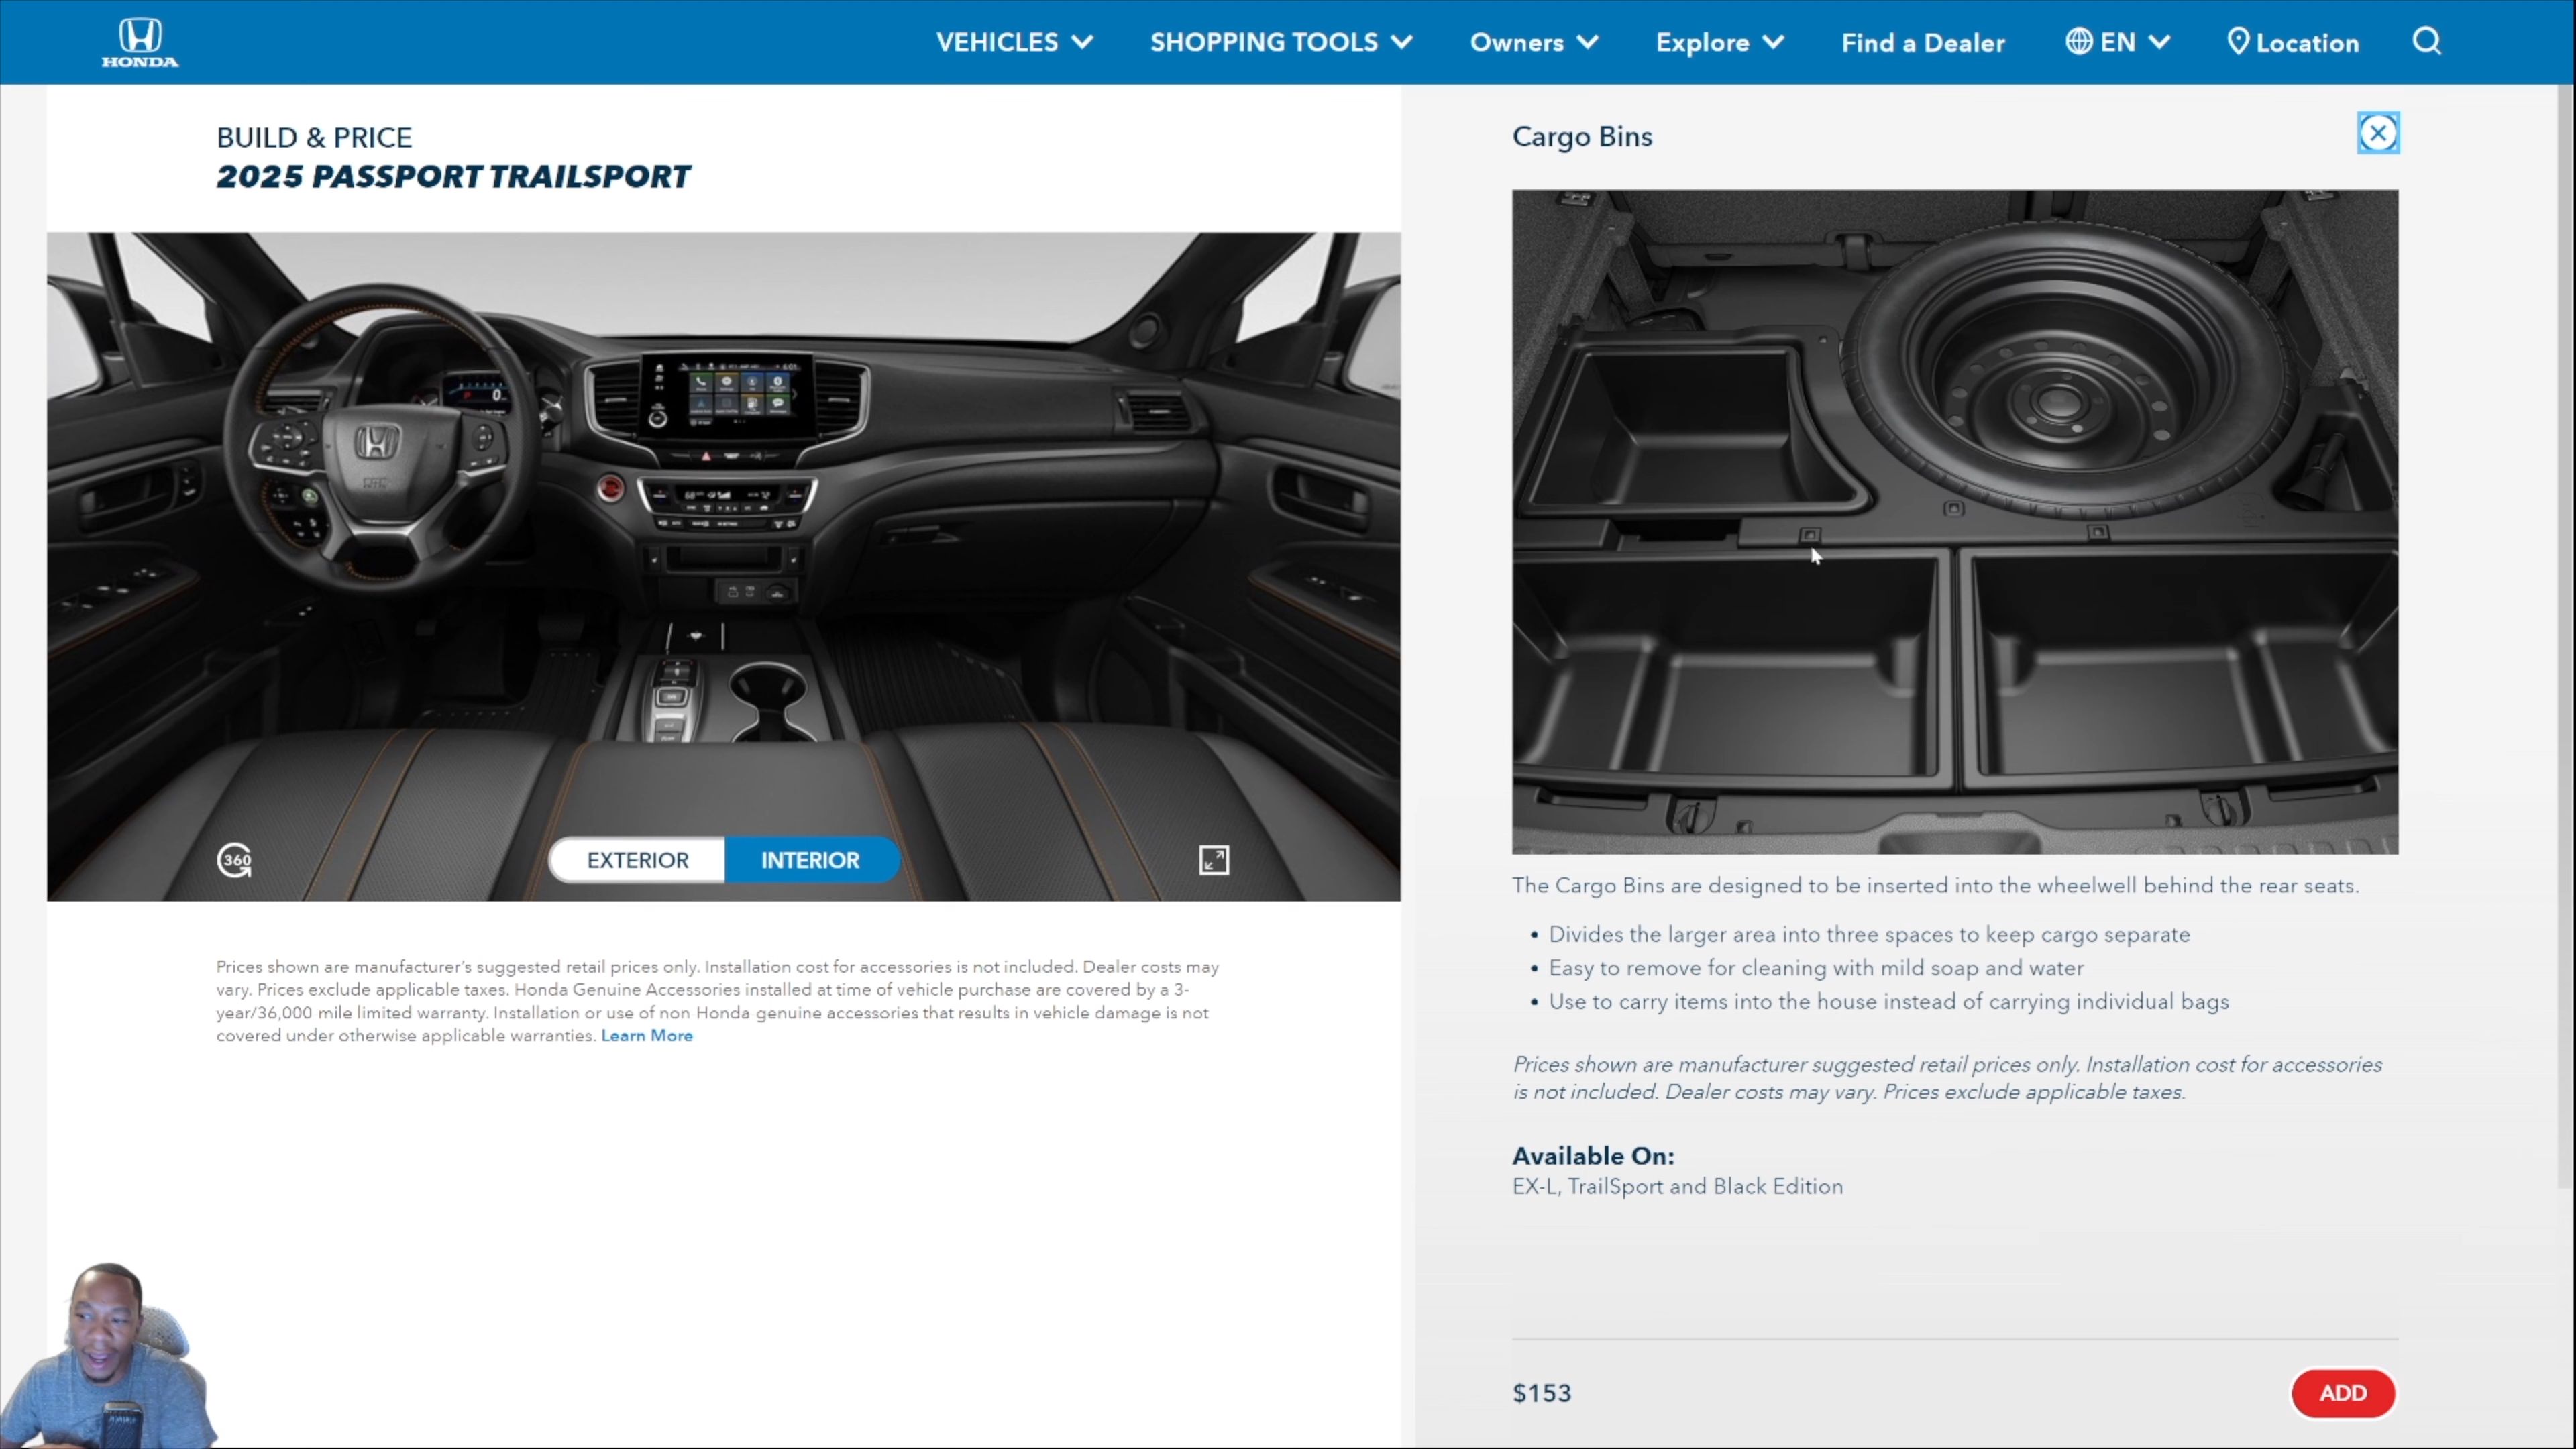 HONDA
VEHICLES
SHOPPING TOOLS
Owners
Explore
Find a Dealer
EN
Location
BUILD & PRICE
2025 PASSPORT TRAILSPORT
360
EXTERIOR
INTERIOR
Prices shown are manufacturer's suggested retail prices only. Installation cost for accessories is not included. Dealer costs may
vary. Prices exclude applicable taxes. Honda Genuine Accessories installed at time of vehicle purchase are covered by a 3-
year/36,000 mile limited warranty. Installation or use of non Honda genuine accessories that results in vehicle damage is not
covered under otherwise applicable warranties. Learn More
Cargo Bins
The Cargo Bins are designed to be inserted into the wheelwell behind the rear seats.
• Divides the larger area into three spaces to keep cargo separate
• Easy to remove for cleaning with mild soap and water
• Use to carry items into the house instead of carrying individual bags
Prices shown are manufacturer suggested retail prices only. Installation cost for accessories
is not included. Dealer costs may vary. Prices exclude applicable taxes.
Available On:
EX-L, TrailSport and Black Edition
$153
ADD